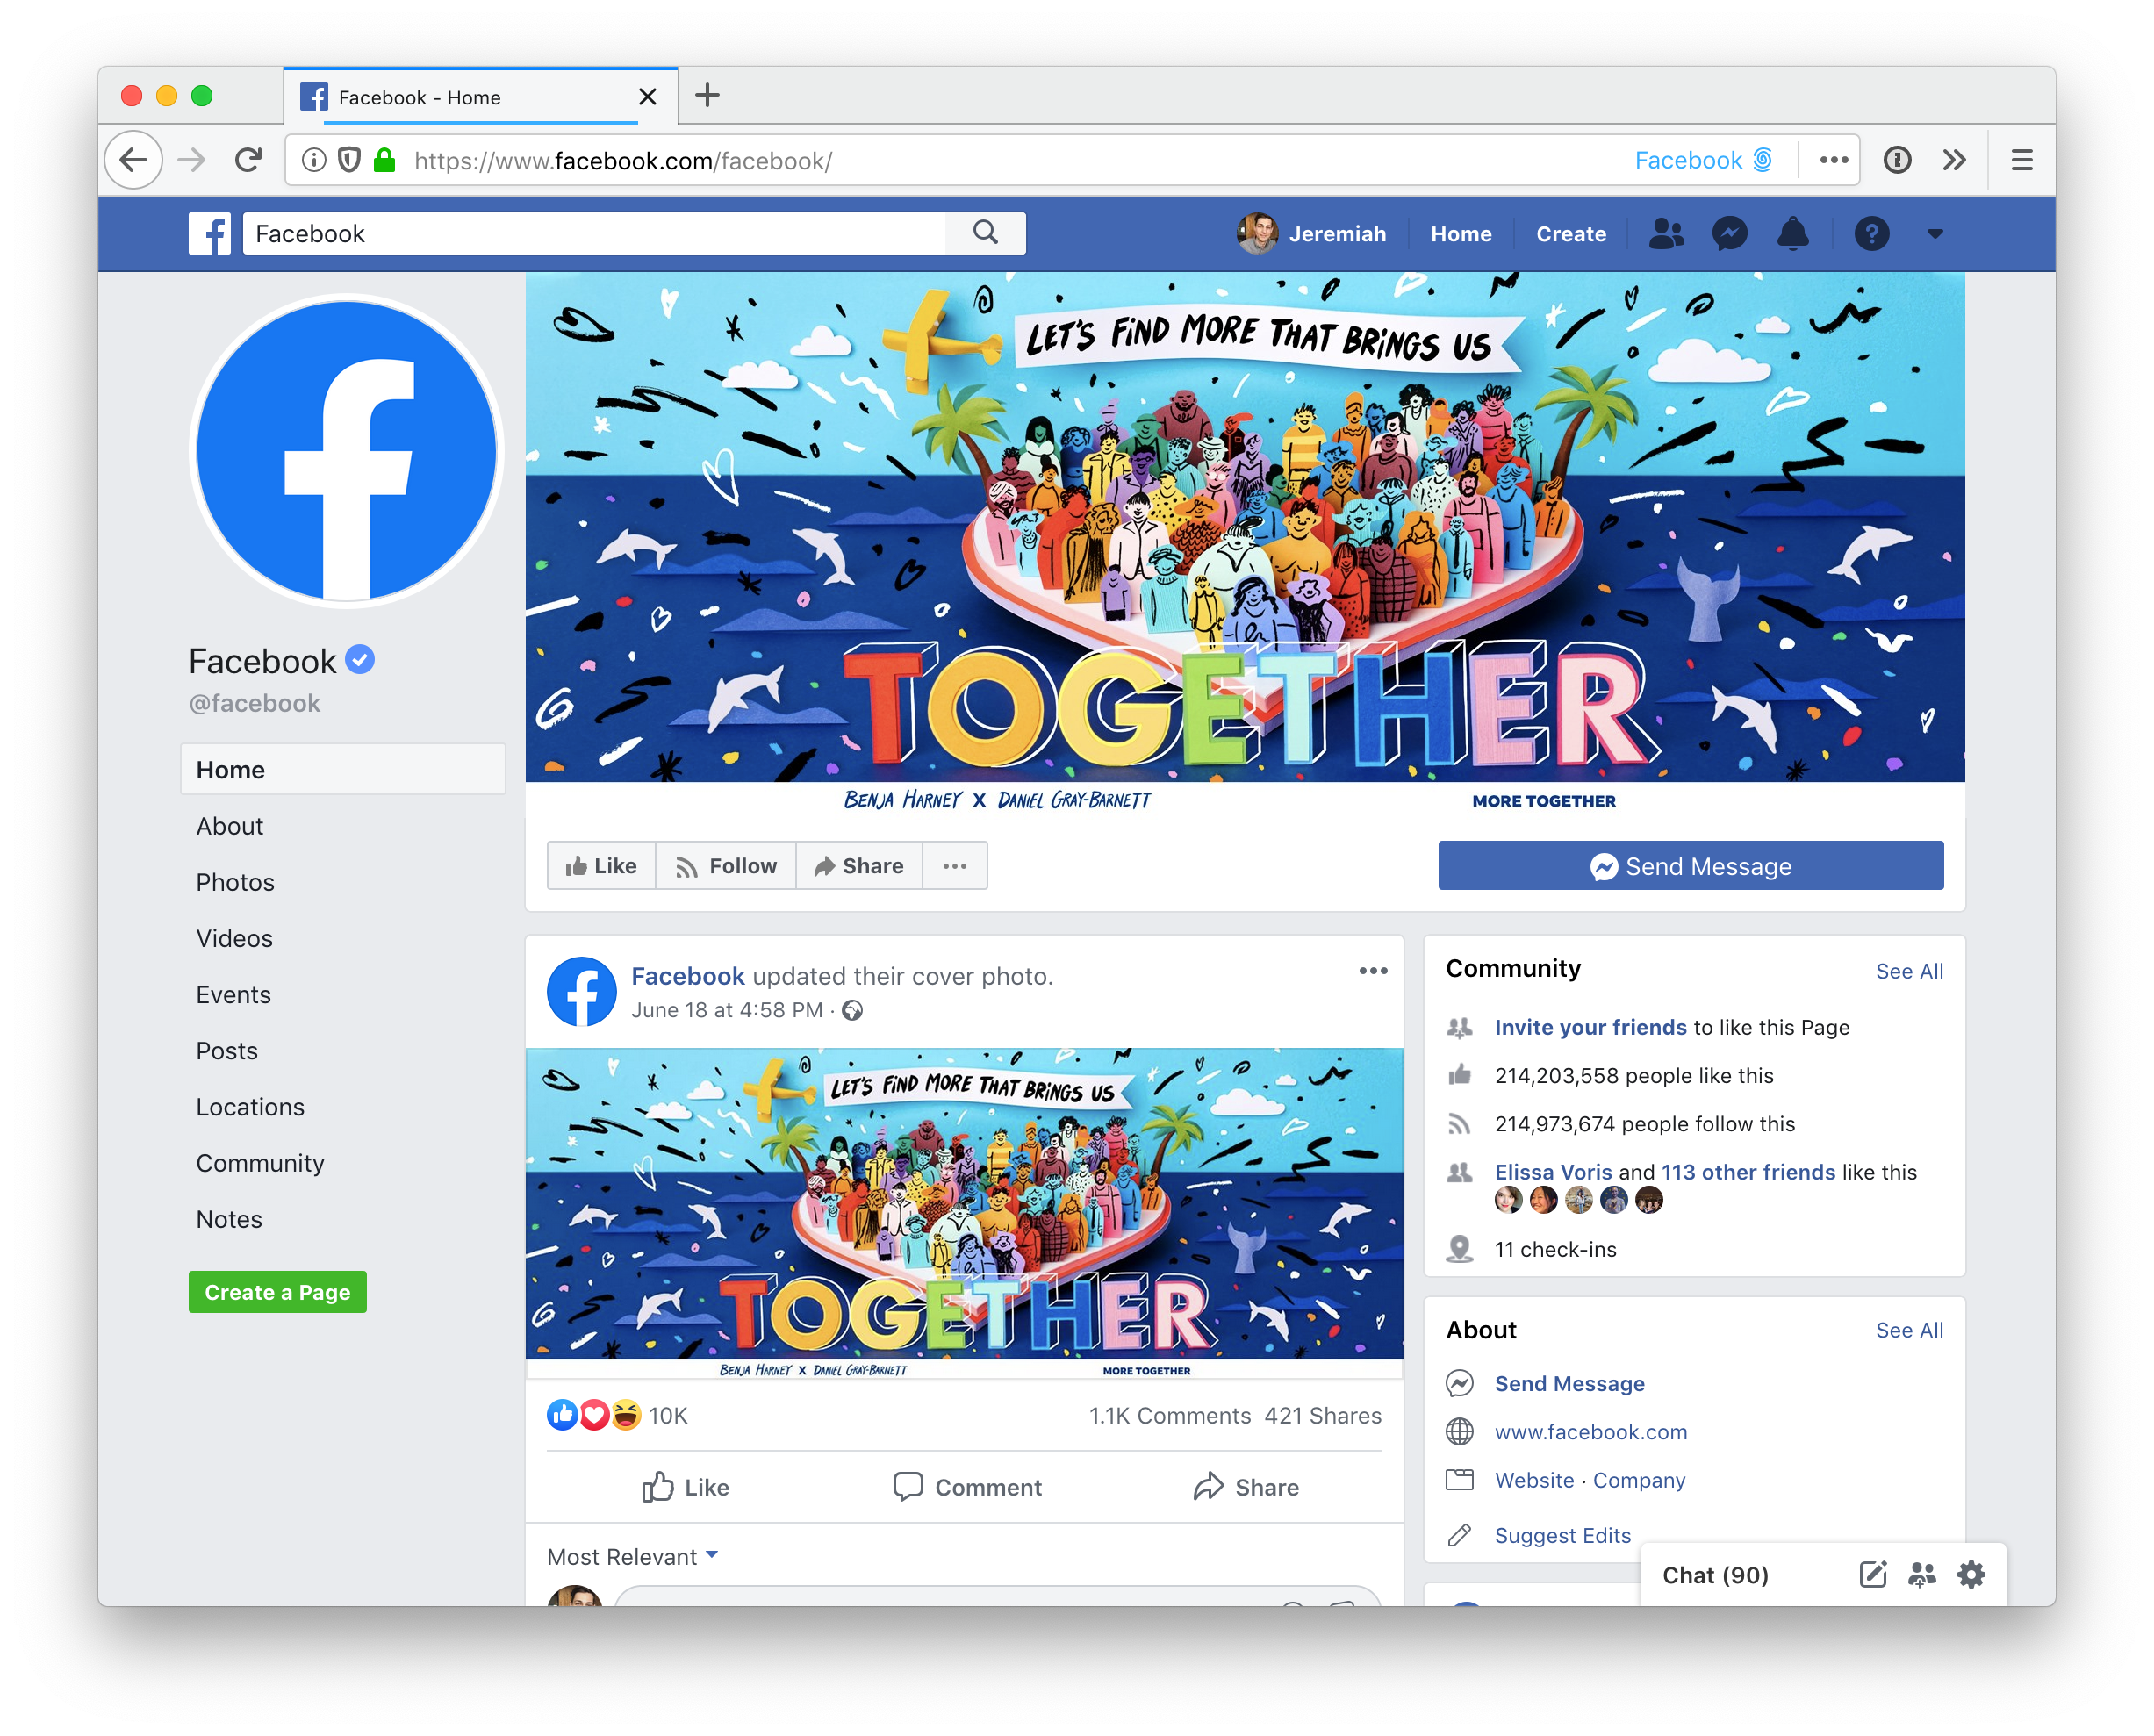 Facebook - Home
https://www.facebook.com/facebook/
Facebook
Facebook
Jeremiah
Home
Create
LET'S FIND MORE THAT BRINGS US
TOGETHER
BENJA HARNEY X DANIEL GRAY-BARNETT
MORE TOGETHER
Facebook
@facebook
Home
About
Photos
Videos
Events
Posts
Locations
Community
Notes
Create a Page
Like
Follow
Share
Send Message
Facebook updated their cover photo.
June 18 at 4:58 PM ·
LET'S FIND MORE THAT BRINGS US
TOGETHER
BENJA HARNEY X DANIEL GRAY-BARNETT
MORE TOGETHER
10K
1.1K Comments 421 Shares
Like
Comment
Share
Most Relevant
Community
See All
Invite your friends to like this Page
214,203,558 people like this
214,973,674 people follow this
Elissa Voris and 113 other friends like this
11 check-ins
About
See All
Send Message
www.facebook.com
Website · Company
Suggest Edits
Chat (90)